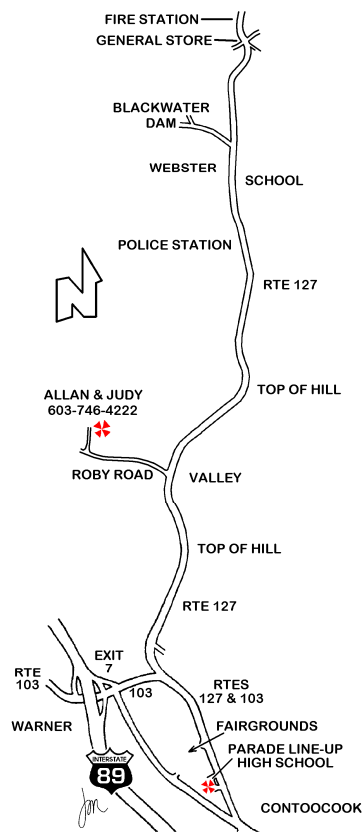 FIRE STATION
GENERAL STORE
BLACKWATER
DAM
WEBSTER
SCHOOL
POLICE STATION
N
RTE 127
TOP OF HILL
ALLAN & JUDY
603-746-4222
ROBY ROAD
VALLEY
TOP OF HILL
RTE 127
EXIT
7
RTE
103
103
RTES
127 & 103
WARNER
FAIRGROUNDS
PARADE LINE-UP
HIGH SCHOOL
INTERSTATE
89
CONTOOCOOK